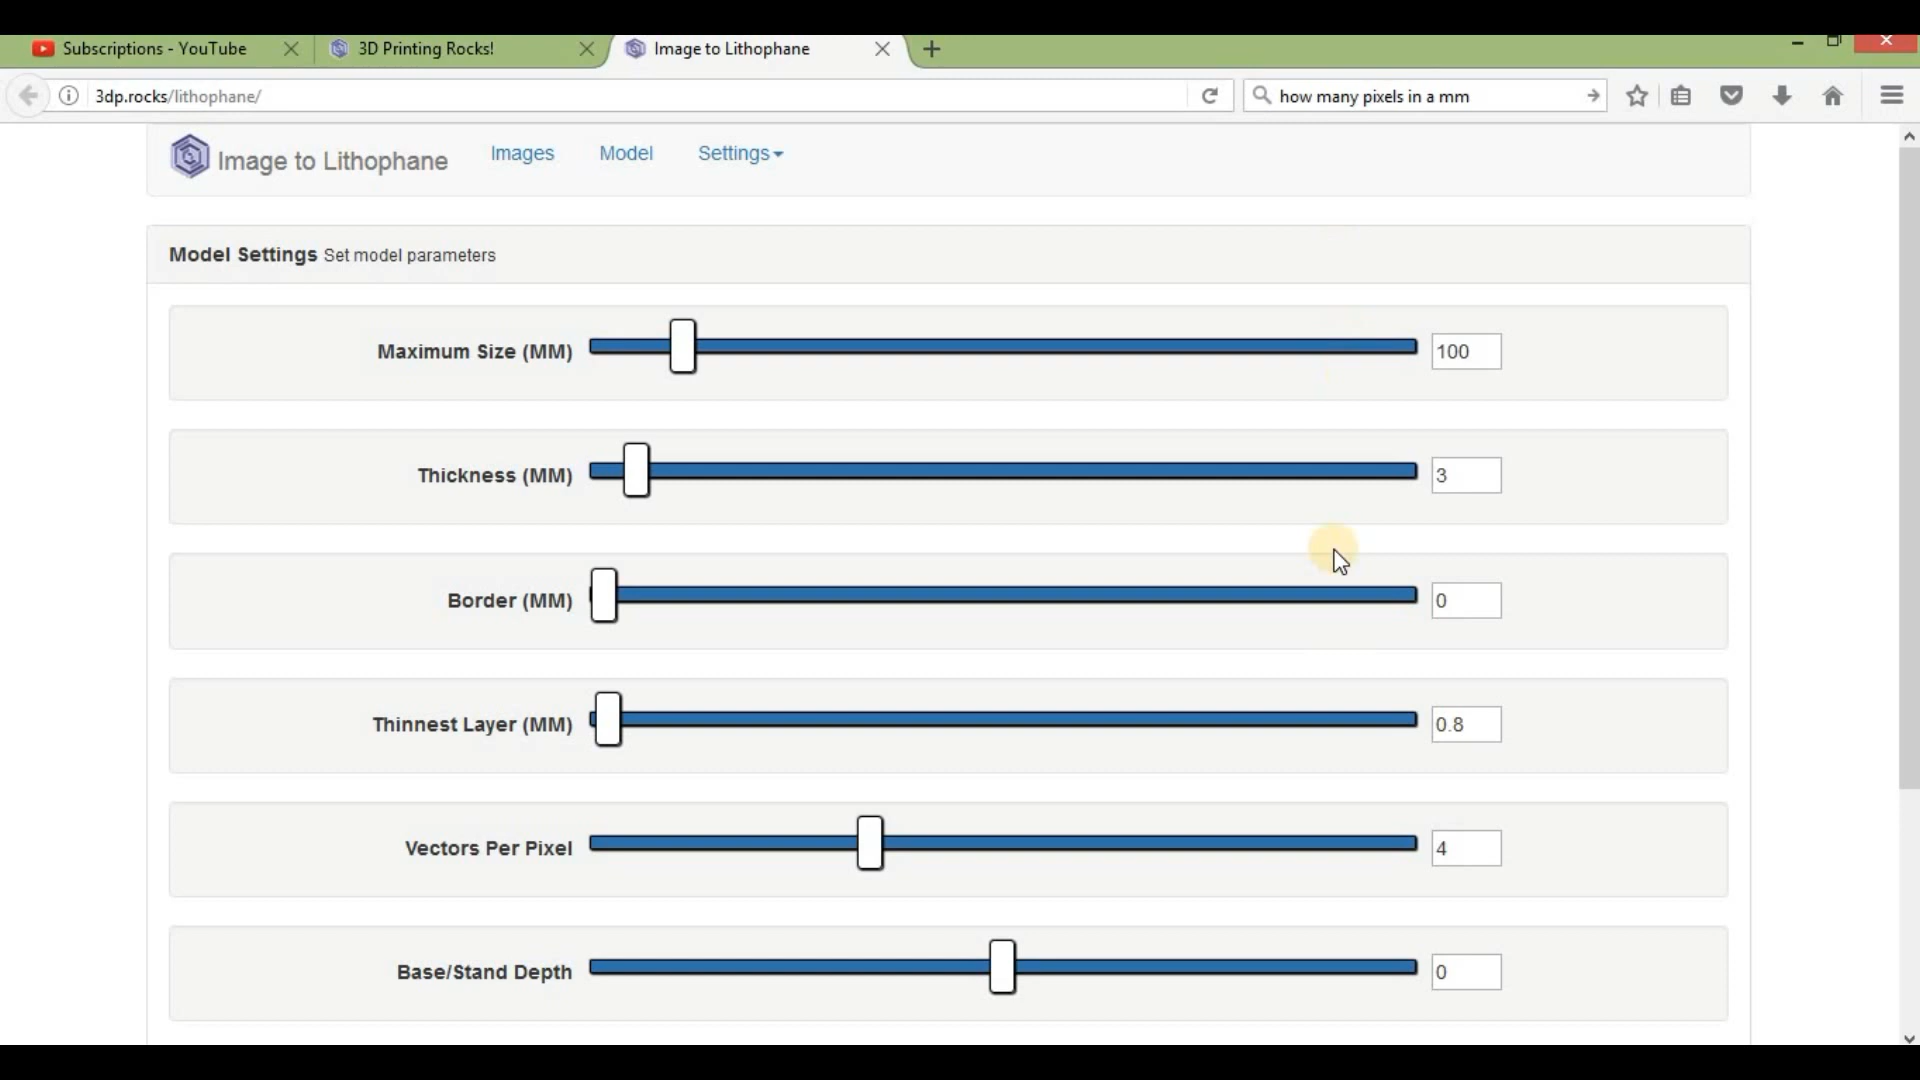 Subscriptions - YouTube
3D Printing Rocks!
Image to Lithophane
3dp.rocks/lithophane/
how many pixels in a mm
Image to Lithophane
Images
Model
Settings
Model Settings Set model parameters
Maximum Size (MM)
100
Thickness (MM)
3
Border (MM)
0
Thinnest Layer (MM)
0.8
Vectors Per Pixel
4
Base/Stand Depth
0